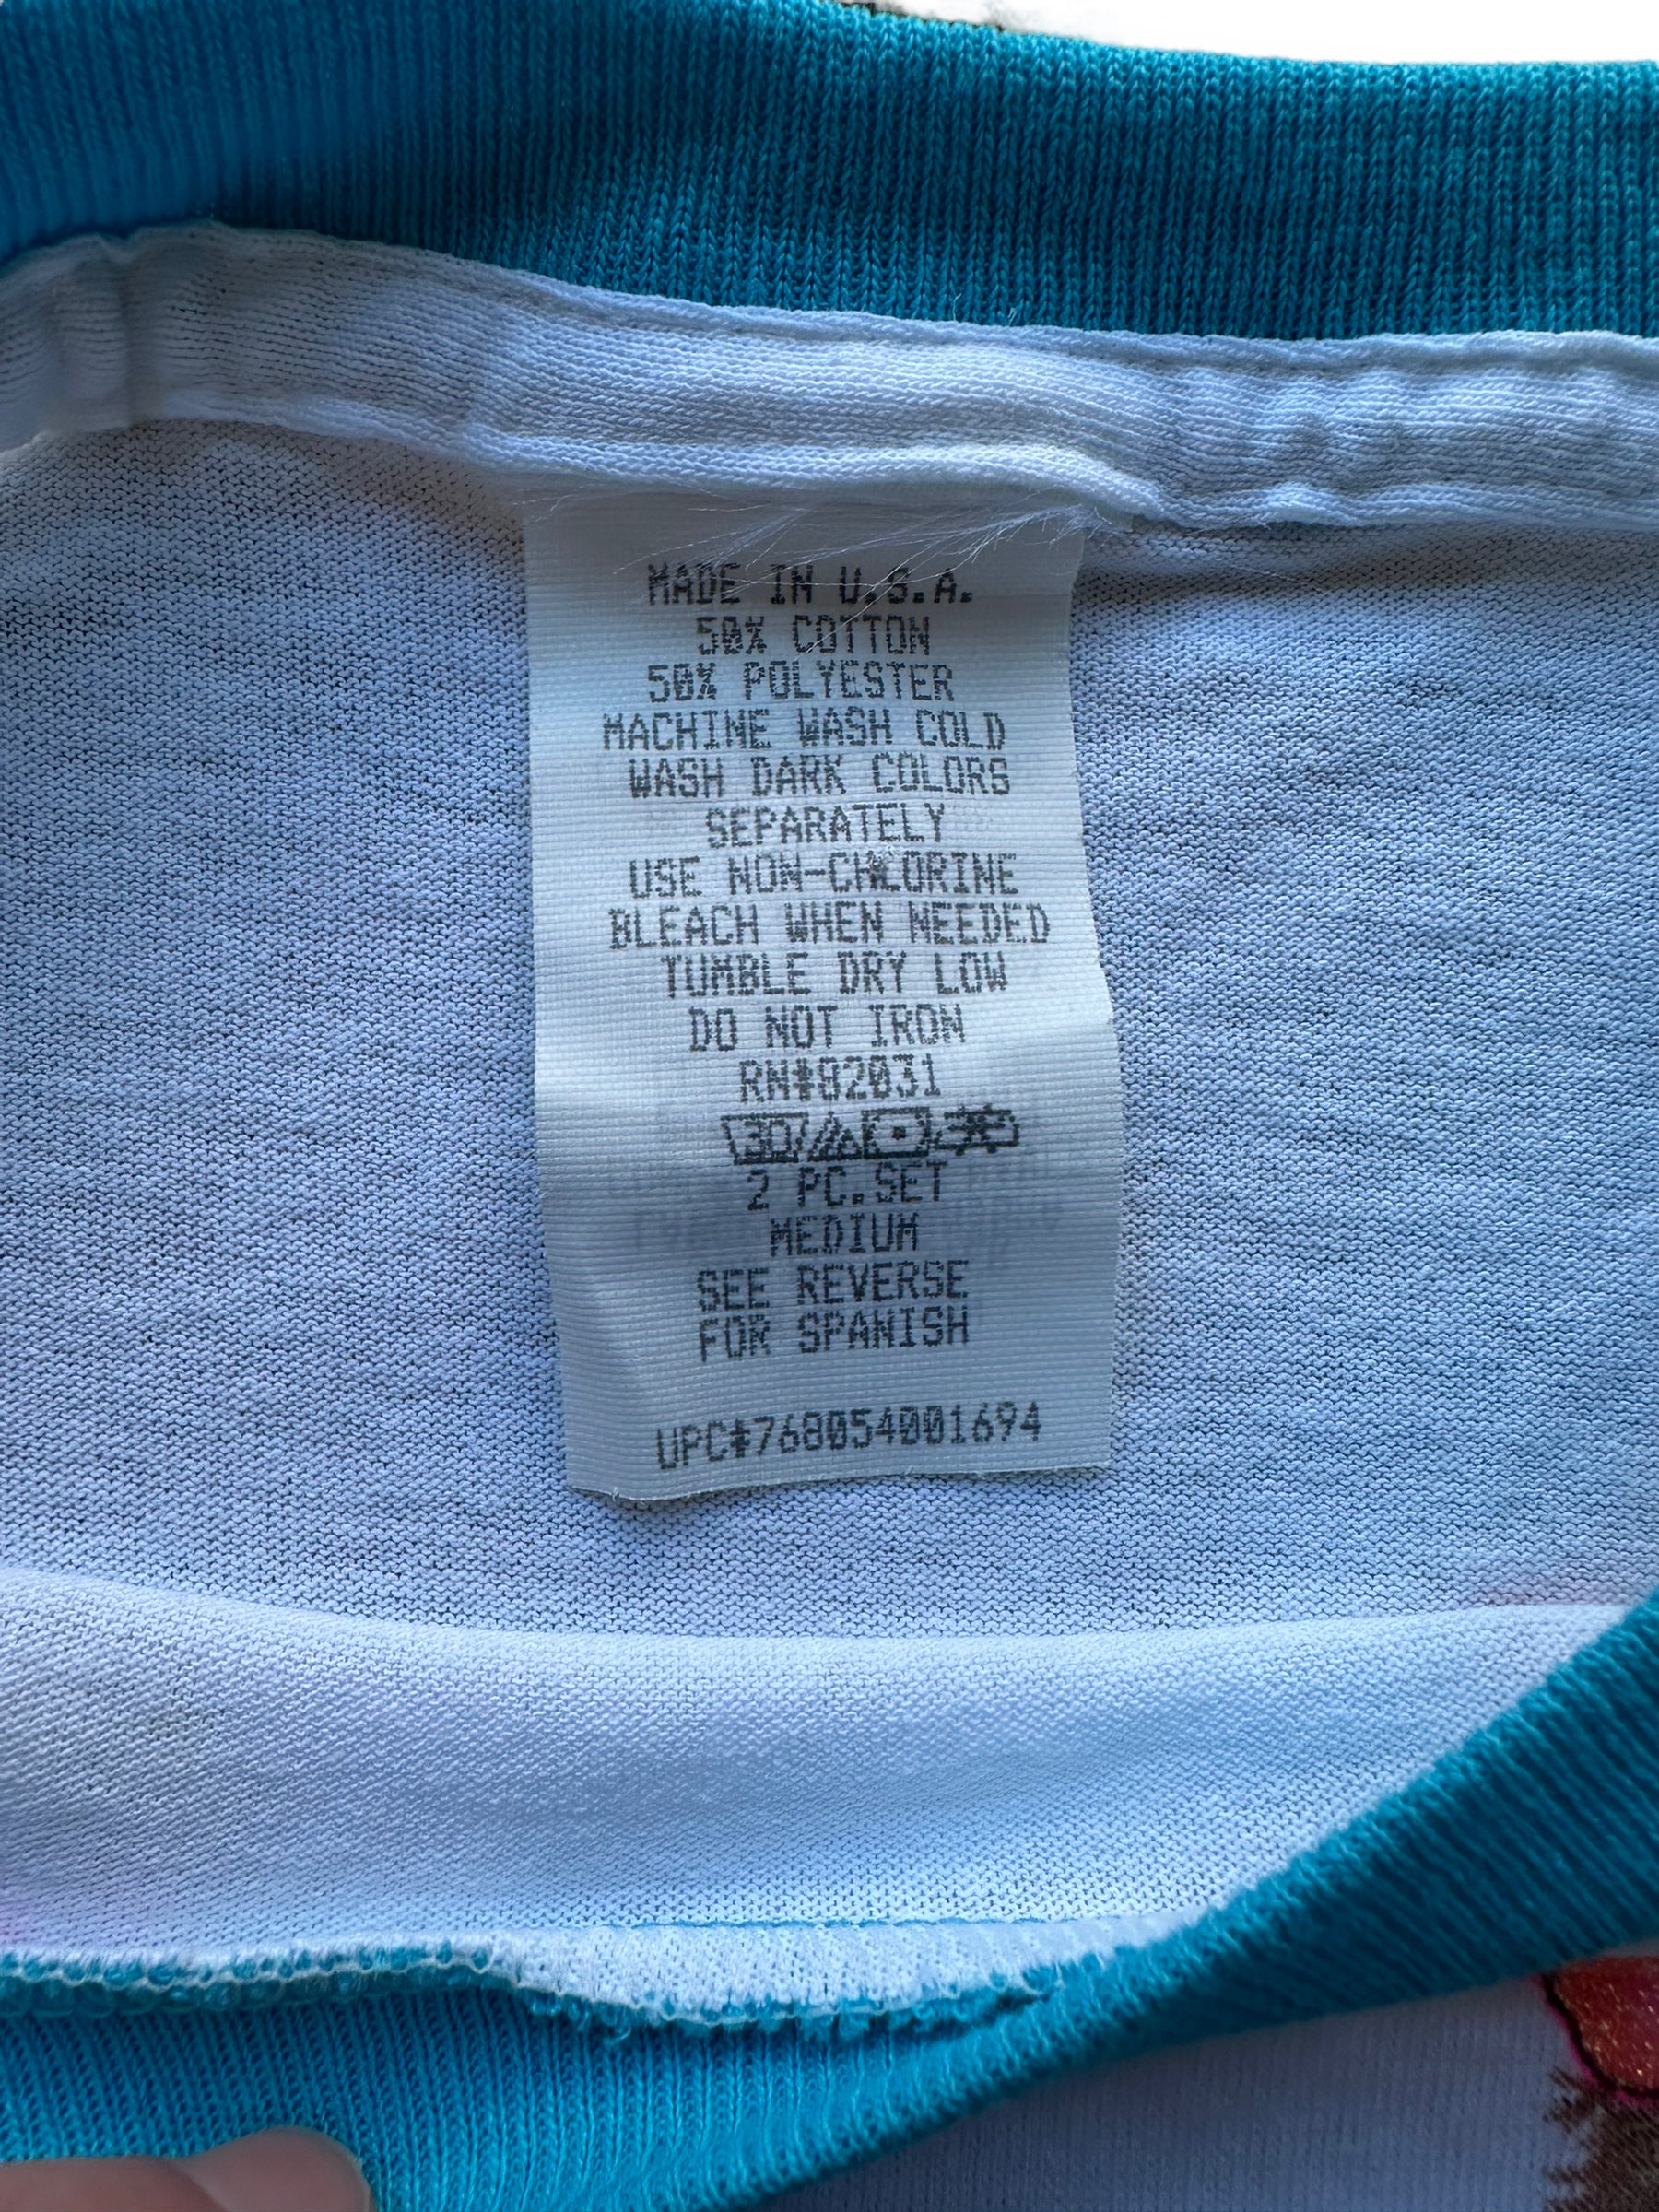 MADE IN U.S.A.
50% COTTON
50% POLYESTER
MACHINE WASH COLD
WASH DARK COLORS
SEPARATELY
USE NON-CHLORINE
BLEACH WHEN NEEDED
TUMBLE DRY LOW
DO NOT IRON
RN#82031
30
2 PC.SET
MEDIUM
SEE REVERSE
FOR SPANISH
UPC#768054001694